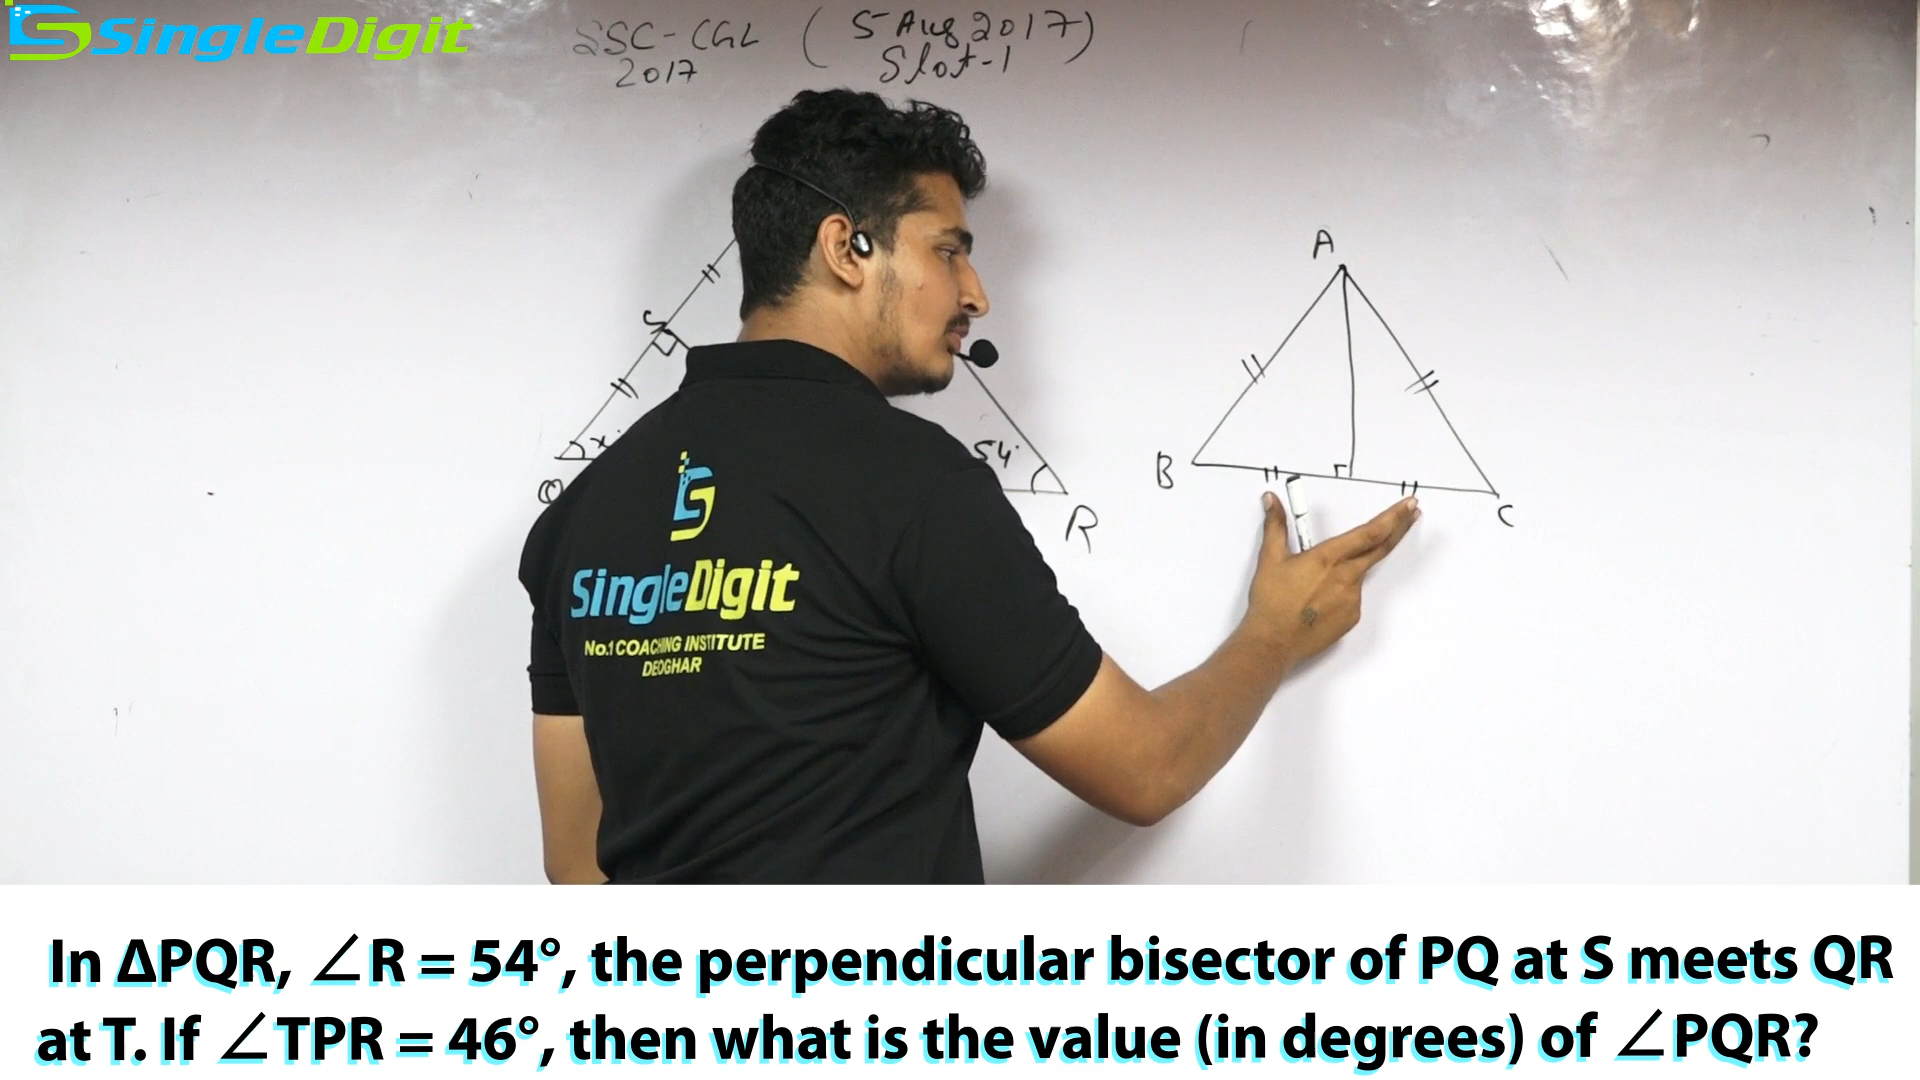 SingleDigit
SSC-CGL ( 5 Aug 2017)
2017 Slot-1
A
S
x°
54°
B
Q
R
C
SingleDigit
No.1 COACHING INSTITUTE
DEOGHAR
In ΔPQR, ∠R = 54°, the perpendicular bisector of PQ at S meets QR
at T. If ∠TPR = 46°, then what is the value (in degrees) of ∠PQR?